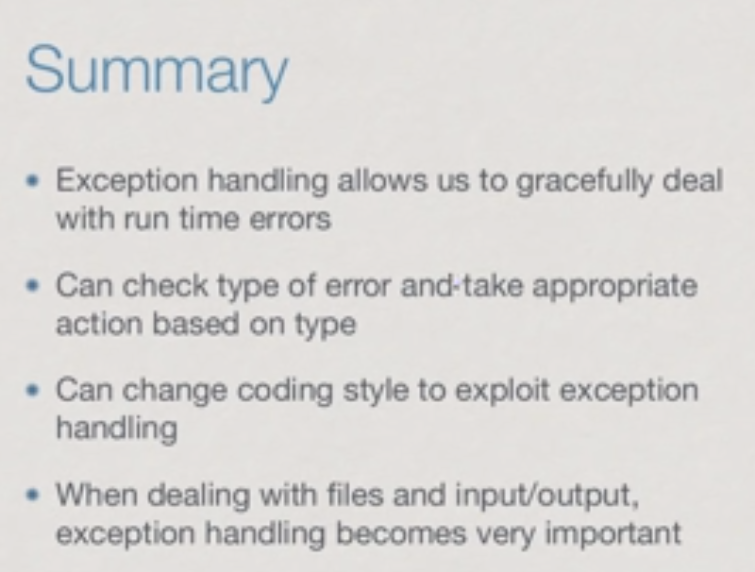 Summary
• Exception handling allows us to gracefully deal
with run time errors
• Can check type of error and take appropriate
action based on type
• Can change coding style to exploit exception
handling
• When dealing with files and input/output,
exception handling becomes very important